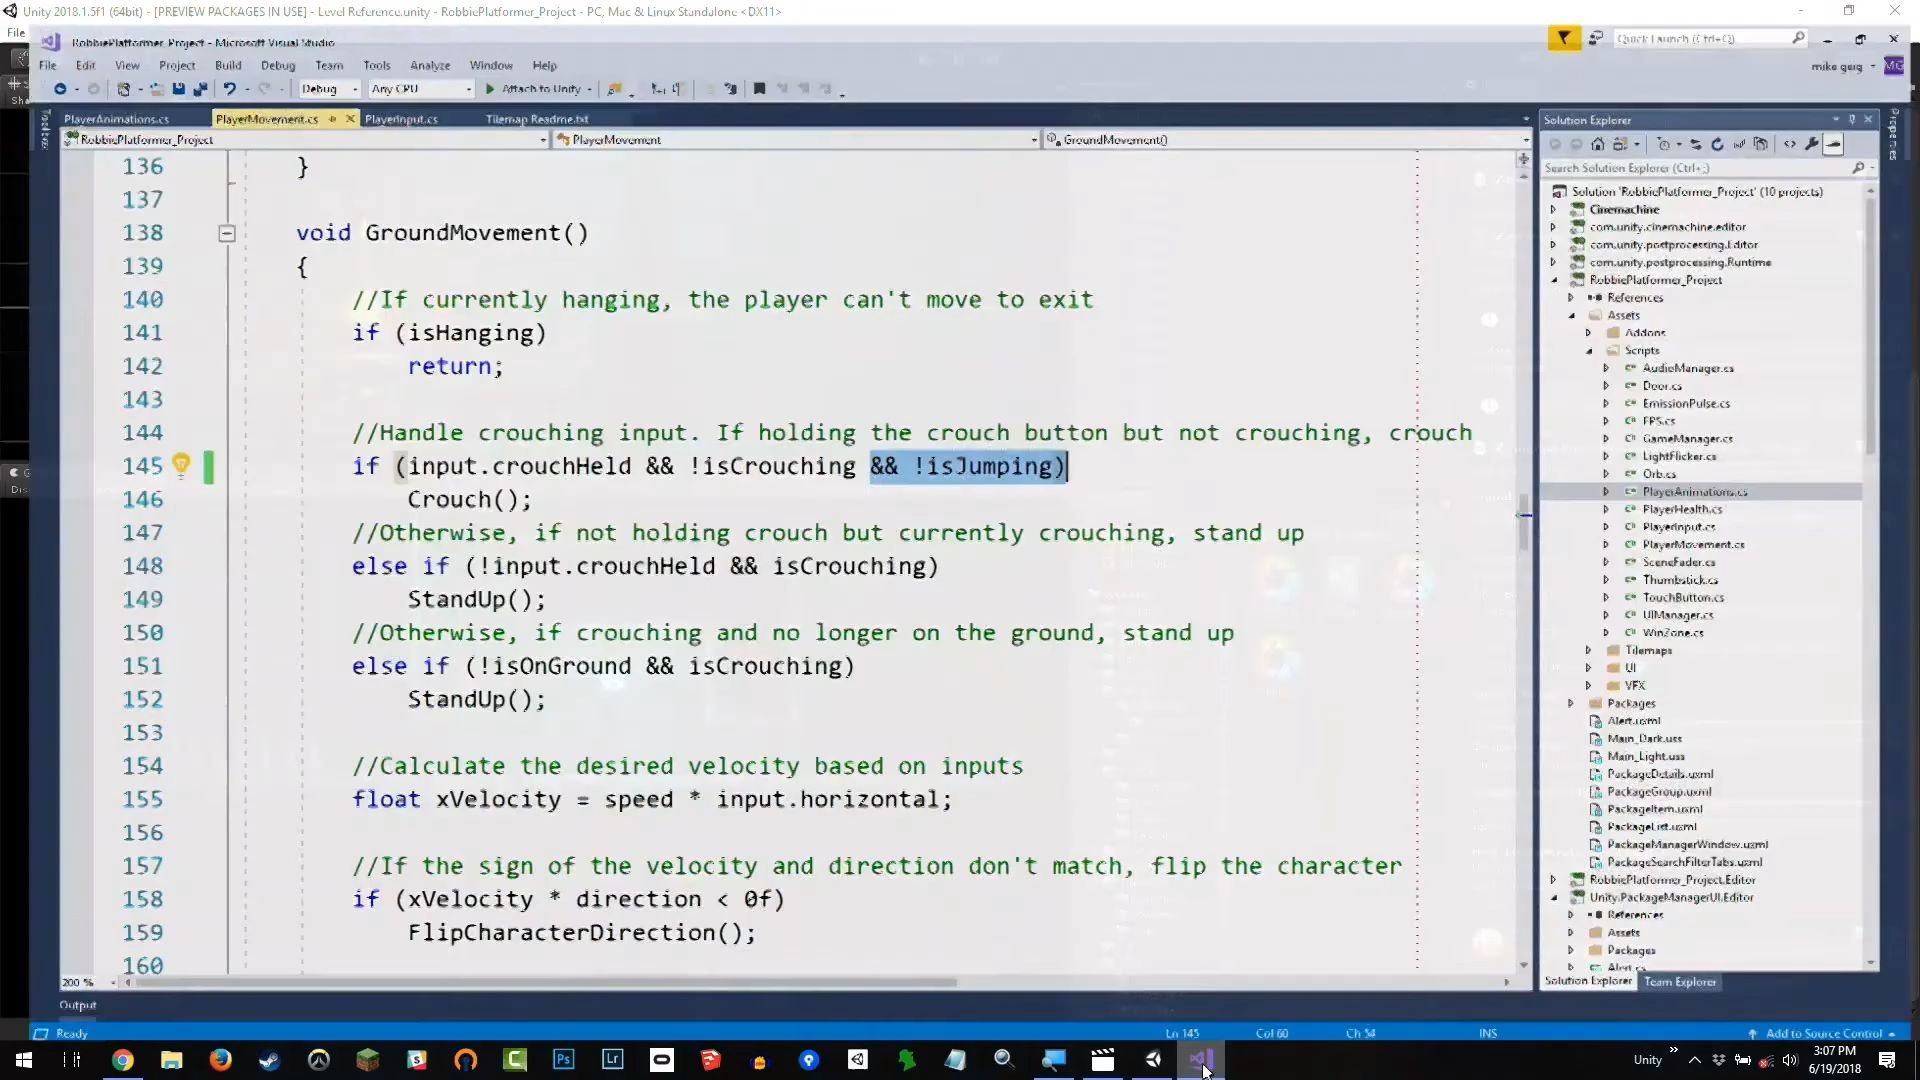 Unity 2018.1.5f1 (64bit) - [PREVIEW PACKAGES IN USE] - Level Reference.unity - RobbiePlatformer_Project - PC, Mac & Linux Standalone <DX11>
File
RobbiePlatformer_Project - Microsoft Visual Studio
Quick Launch (Ctrl+Q)
File Edit View Project Build Debug Team Tools Analyze Window Help
mike geig MG
Debug Any CPU Attach to Unity
PlayerAnimations.cs PlayerMovement.cs PlayerInput.cs Tilemap Readme.txt
RobbiePlatformer_Project PlayerMovement GroundMovement()
136 }
137
138 void GroundMovement()
139 {
140 //If currently hanging, the player can't move to exit
141 if (isHanging)
142 return;
143
144 //Handle crouching input. If holding the crouch button but not crouching, crouch
145 if (input.crouchHeld && !isCrouching && !isJumping)
146 Crouch();
147 //Otherwise, if not holding crouch but currently crouching, stand up
148 else if (!input.crouchHeld && isCrouching)
149 StandUp();
150 //Otherwise, if crouching and no longer on the ground, stand up
151 else if (!isOnGround && isCrouching)
152 StandUp();
153
154 //Calculate the desired velocity based on inputs
155 float xVelocity = speed * input.horizontal;
156
157 //If the sign of the velocity and direction don't match, flip the character
158 if (xVelocity * direction < 0f)
159 FlipCharacterDirection();
160
200 %
Output
Ready
Ln 145 Col 60 Ch 54 INS
Add to Source Control
Solution Explorer
Search Solution Explorer (Ctrl+;)
Solution 'RobbiePlatformer_Project' (10 projects)
Cinemachine
com.unity.cinemachine.editor
com.unity.postprocessing.Editor
com.unity.postprocessing.Runtime
RobbiePlatformer_Project
References
Assets
Addons
Scripts
AudioManager.cs
Door.cs
EmissionPulse.cs
FPS.cs
GameManager.cs
LightFlicker.cs
Orb.cs
PlayerAnimations.cs
PlayerHealth.cs
PlayerInput.cs
PlayerMovement.cs
SceneFader.cs
Thumbstick.cs
TouchButton.cs
UIManager.cs
WinZone.cs
Tilemaps
UI
VFX
Packages
Alert.uxml
Main_Dark.uss
Main_Light.uss
PackageDetails.uxml
PackageGroup.uxml
PackageItem.uxml
PackageList.uxml
PackageManagerWindow.uxml
PackageSearchFilterTabs.uxml
RobbiePlatformer_Project.Editor
Unity.PackageManagerUI.Editor
References
Assets
Packages
Alert.cs
Solution Explorer Team Explorer
Properties
Ps Lr
Unity
3:07 PM
6/19/2018